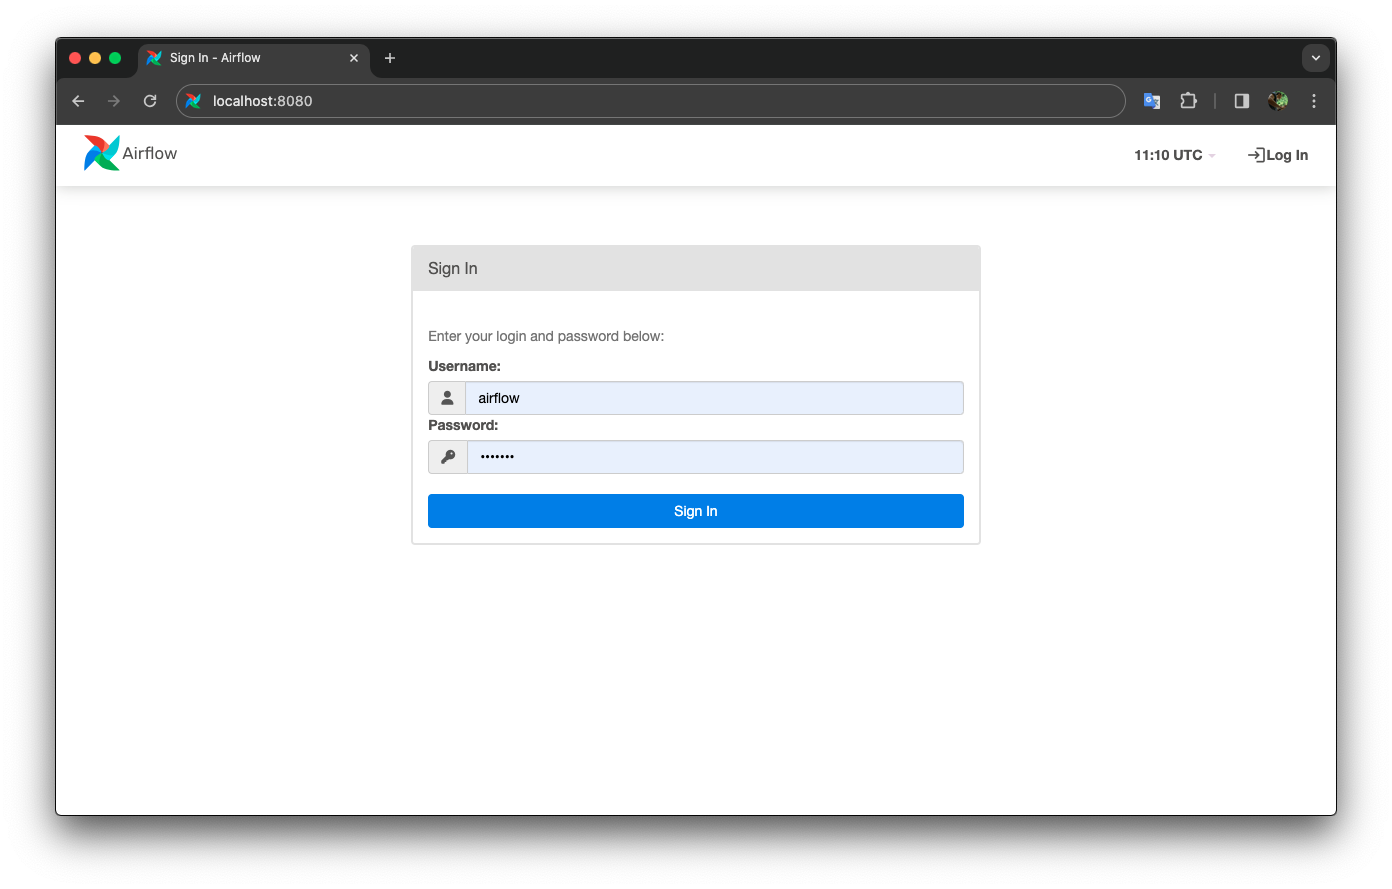 Sign In - Airflow
localhost:8080
Airflow
11:10 UTC
Log In
Sign In
Enter your login and password below:
Username:
airflow
Password:
•••••••
Sign In